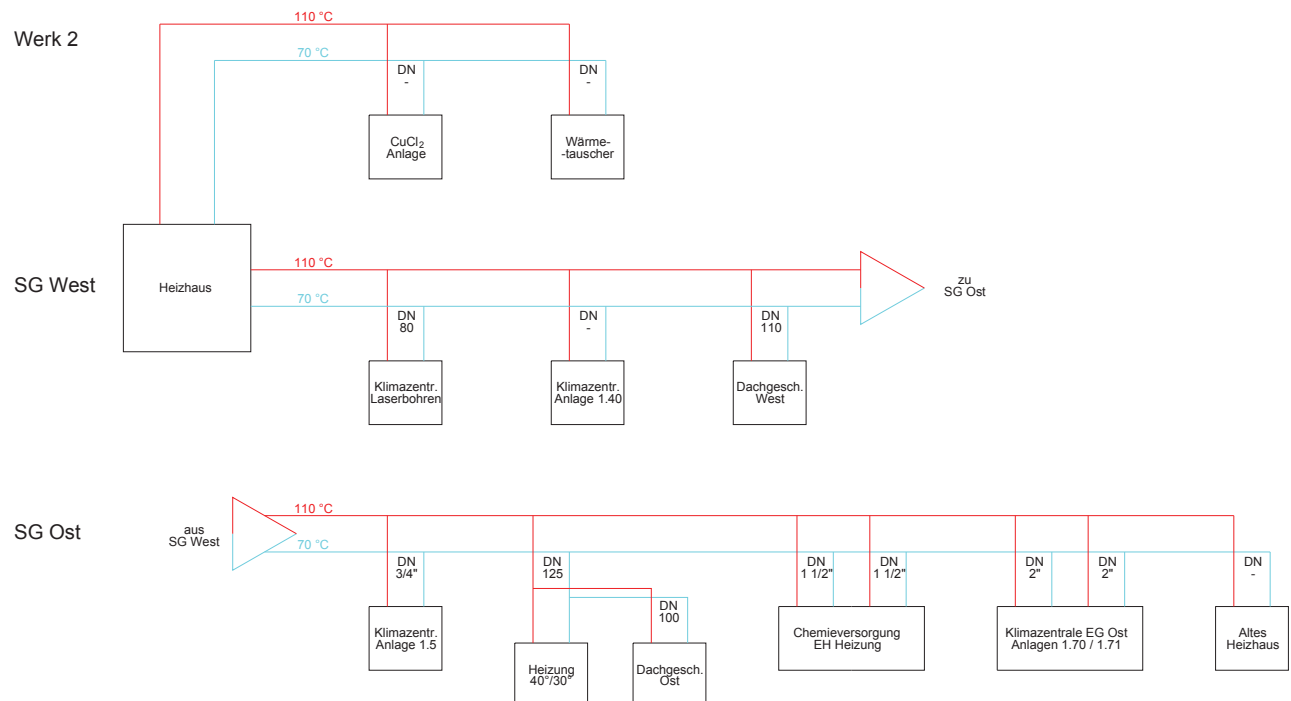 110 °C
Werk 2
70 °C
DN
-
DN
-
CuCl2
Anlage
Wärme-
-tauscher
110 °C
SG West
Heizhaus
zu
SG Ost
70 °C
DN
80
DN
-
DN
110
Klimazentr.
Laserbohren
Klimazentr.
Anlage 1.40
Dachgesch.
West
110 °C
SG Ost
aus
SG West
70 °C
DN
3/4"
DN
125
DN
1 1/2"
DN
1 1/2"
DN
2"
DN
2"
DN
-
DN
100
Klimazentr.
Anlage 1.5
Heizung
40°/30°
Dachgesch.
Ost
Chemieversorgung
EH Heizung
Klimazentrale EG Ost
Anlagen 1.70 / 1.71
Altes
Heizhaus